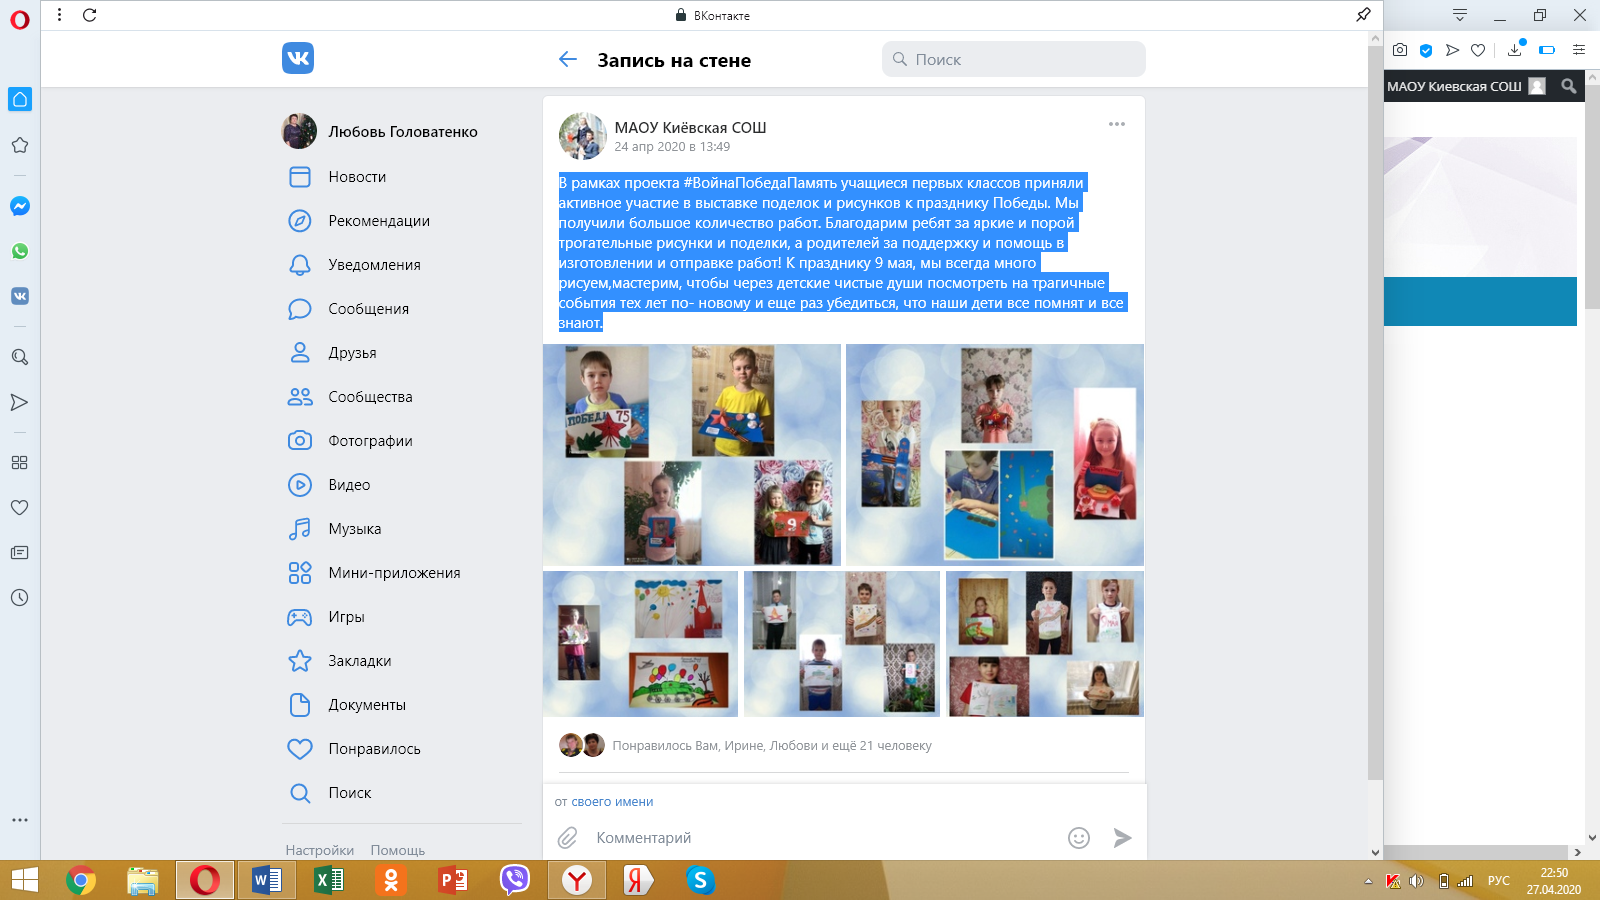 ВКонтакте
Запись на стене
Поиск
МАОУ Киевская СОШ
Любовь Головатенко
Новости
Рекомендации
Уведомления
Сообщения
Друзья
Сообщества
Фотографии
Видео
Музыка
Мини-приложения
Игры
Закладки
Документы
Понравилось
Поиск
Настройки Помощь
МАОУ Киёвская СОШ
24 апр 2020 в 13:49
В рамках проекта #ВойнаПобедаПамять учащиеся первых классов приняли
активное участие в выставке поделок и рисунков к празднику Победы. Мы
получили большое количество работ. Благодарим ребят за яркие и порой
трогательные рисунки и поделки, а родителей за поддержку и помощь в
изготовлении и отправке работ! К празднику 9 мая, мы всегда много
рисуем,мастерим, чтобы через детские чистые души посмотреть на трагичные
события тех лет по- новому и еще раз убедиться, что наши дети все помнят и все
знают.
ПОБЕДА 75
9
Понравилось Вам, Ирине, Любови и ещё 21 человеку
от своего имени
Комментарий
РУС
22:50
27.04.2020